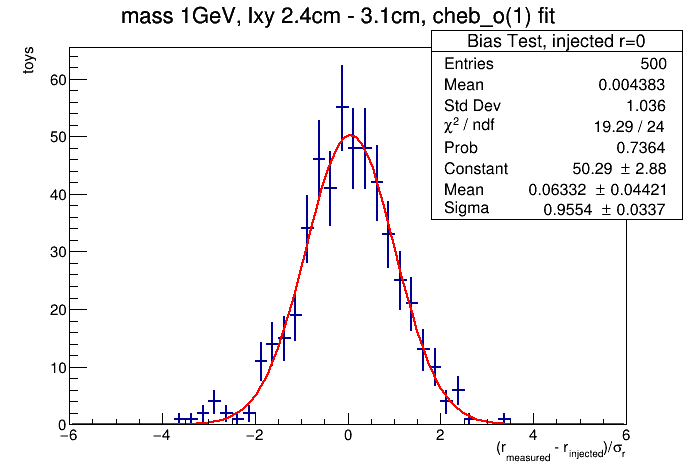 mass 1GeV, lxy 2.4cm - 3.1cm, cheb_o(1) fit
Bias Test, injected r=0
Entries 500
Mean 0.004383
Std Dev 1.036
χ² / ndf 19.29 / 24
Prob 0.7364
Constant 50.29 ± 2.88
Mean 0.06332 ± 0.04421
Sigma 0.9554 ± 0.0337
toys
60
50
40
30
20
10
0
−6 −4 −2 0 2 4 6
(r_measured - r_injected)/σ_r